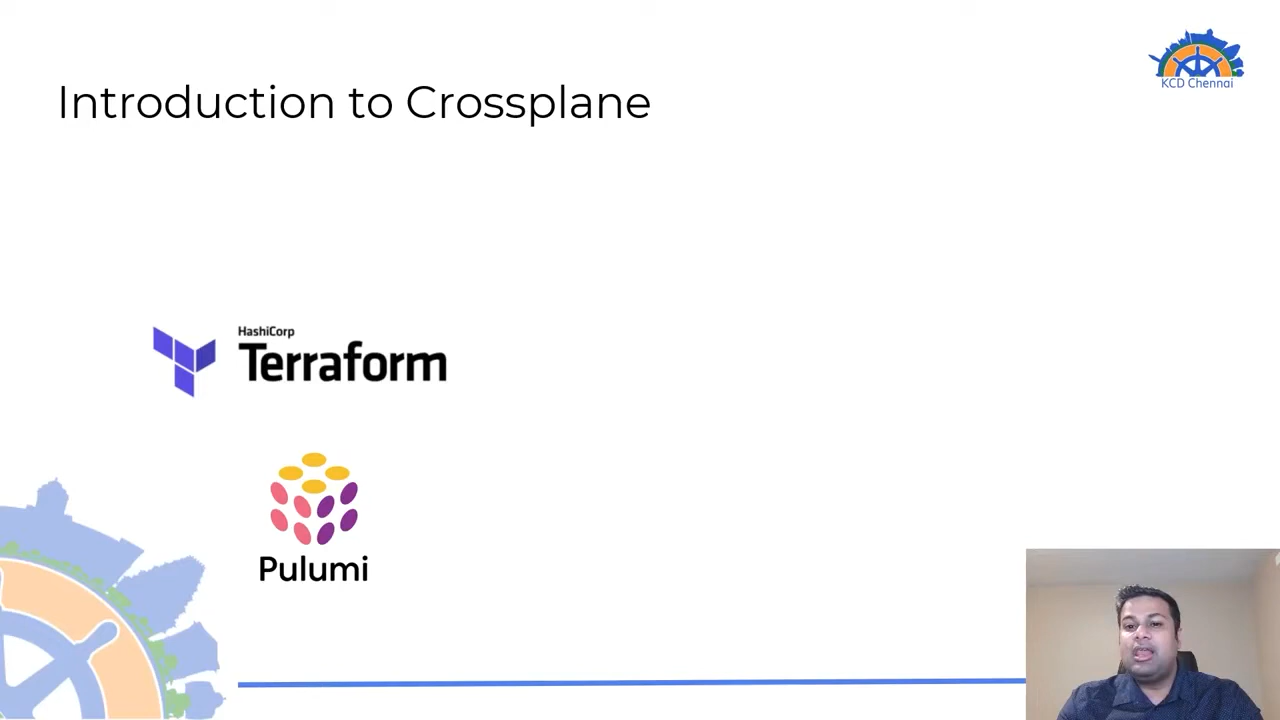 KCD Chennai
Introduction to Crossplane
HashiCorp
Terraform
Pulumi